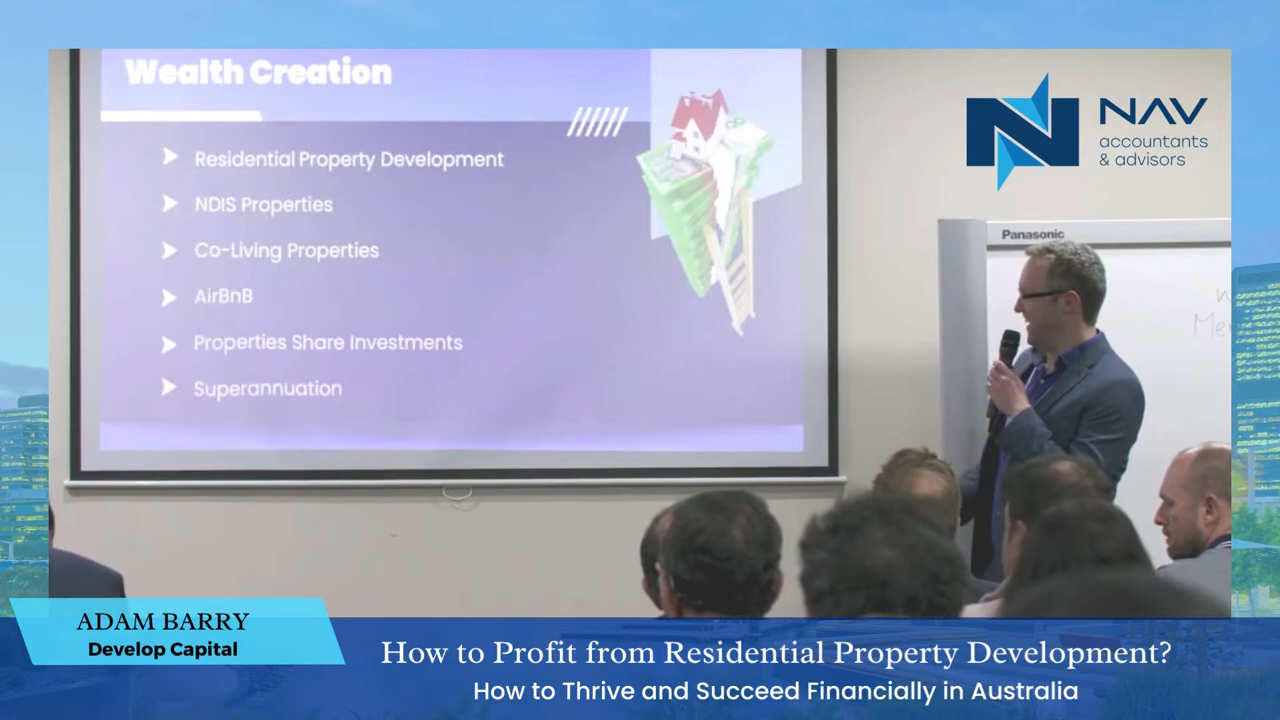 Wealth Creation
Residential Property Development
NDIS Properties
Co-Living Properties
AirBnB
Properties Share Investments
Superannuation
NAV
accountants
& advisors
Panasonic
ADAM BARRY
Develop Capital
How to Profit from Residential Property Development?
How to Thrive and Succeed Financially in Australia